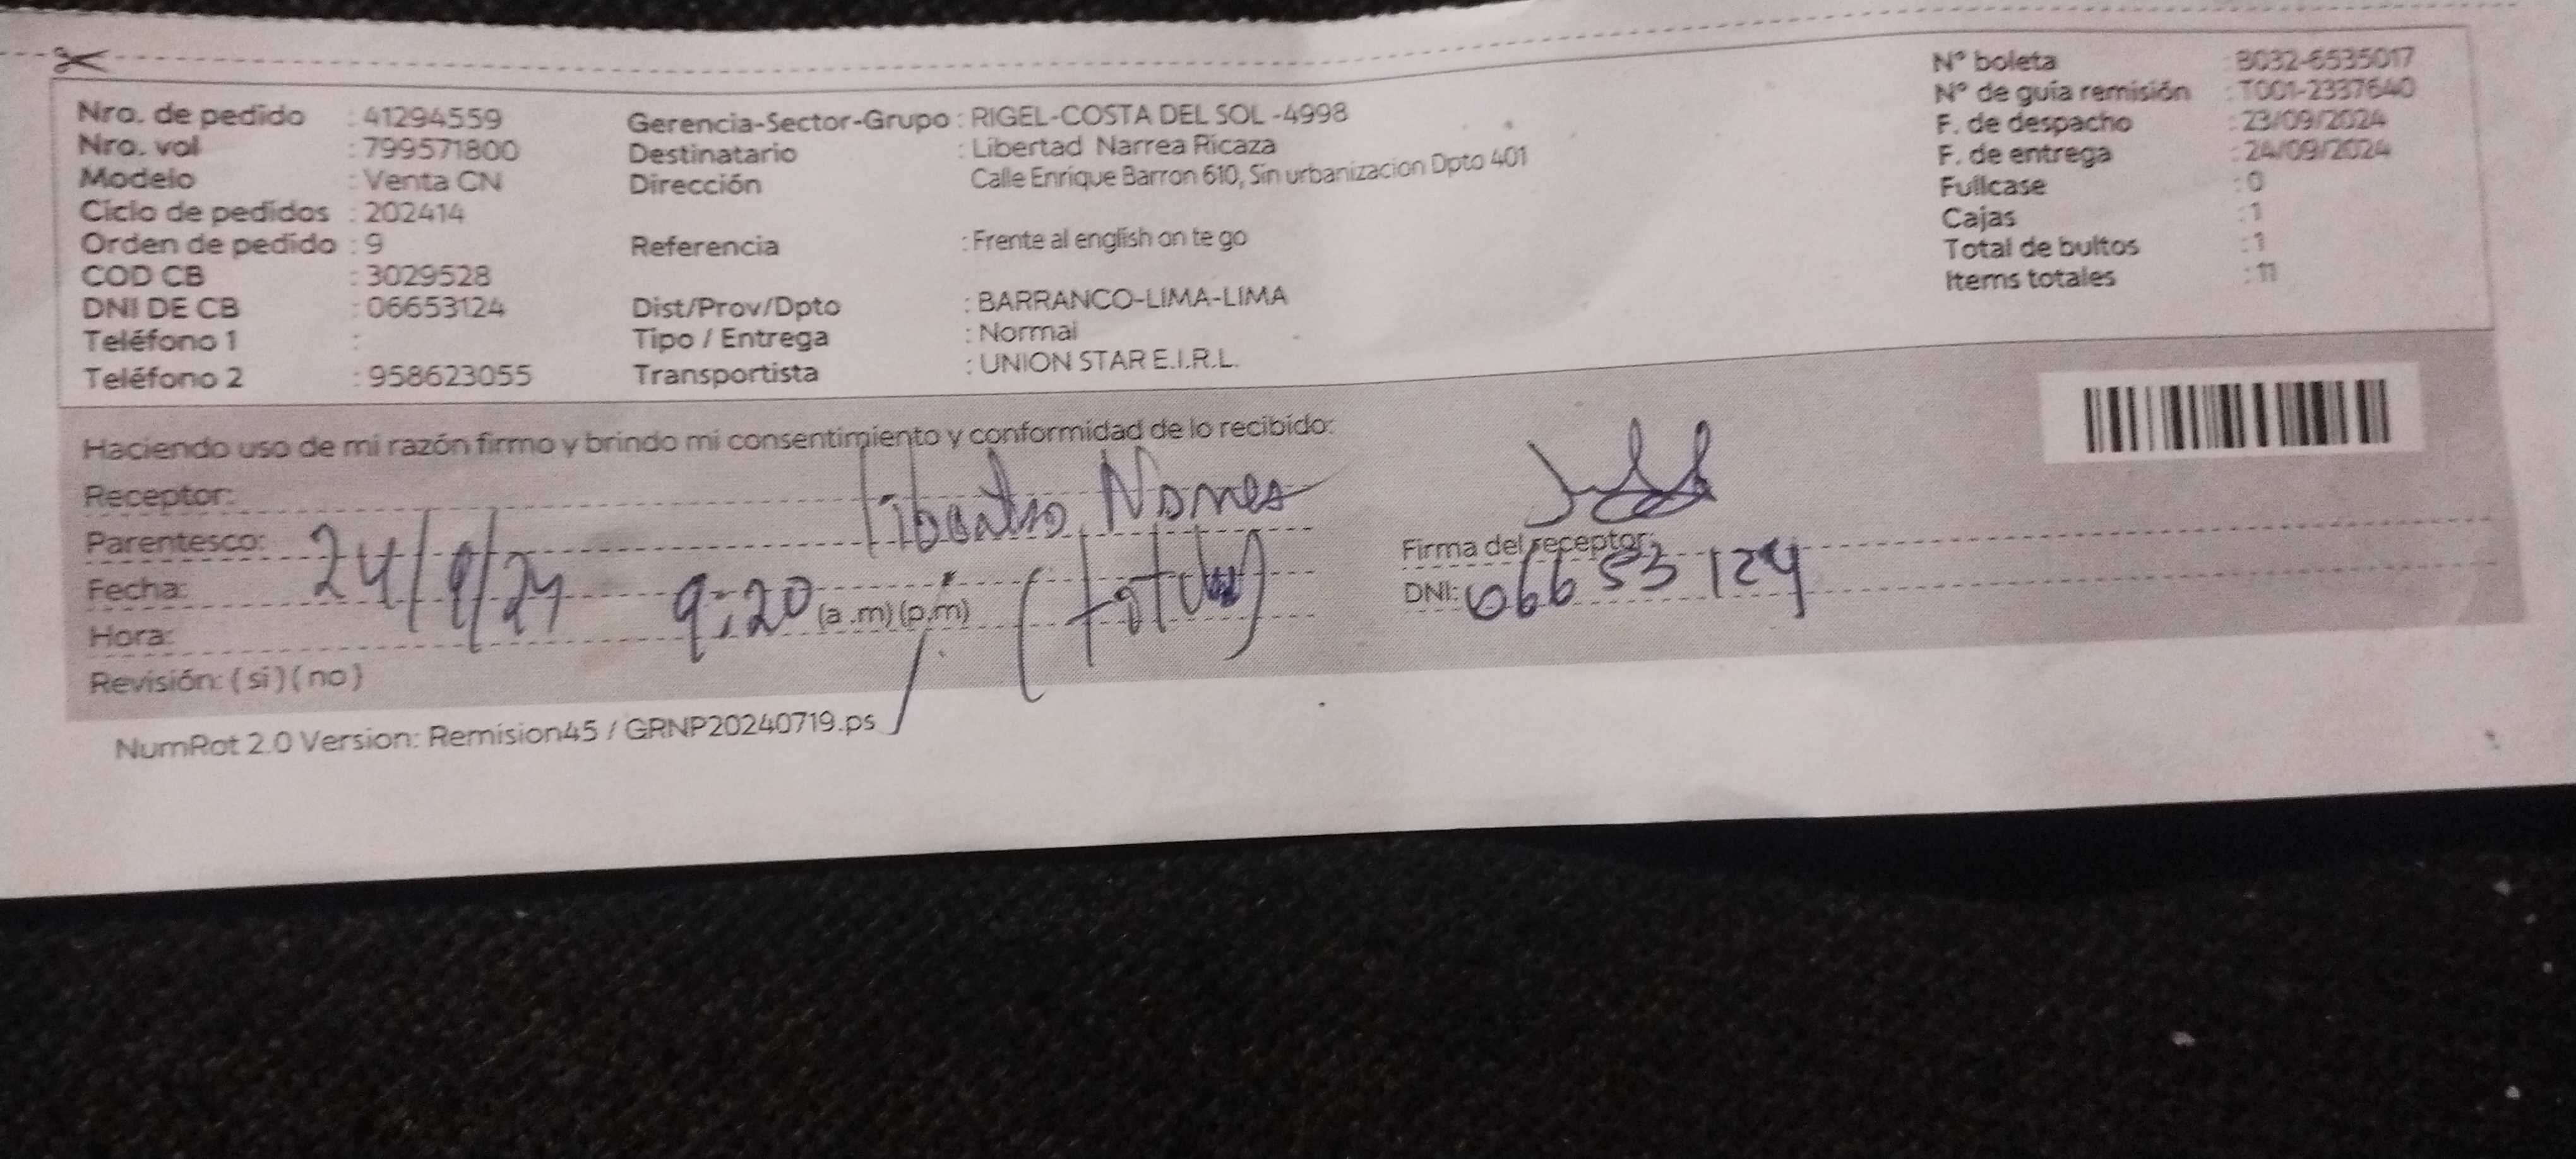 Nro. de pedido : 41294559
Nro. vol : 799571800
Modelo : Venta CN
Ciclo de pedidos : 202414
Orden de pedido : 9
COD CB : 3029528
DNI DE CB : 06653124
Teléfono 1 :
Teléfono 2 : 958623055
Gerencia-Sector-Grupo : RIGEL-COSTA DEL SOL -4998
Destinatario : Libertad Narrea Ricaza
Dirección Calle Enrique Barron 610, Sin urbanizacion Dpto 401
Referencia : Frente al english on te go
Dist/Prov/Dpto : BARRANCO-LIMA-LIMA
Tipo / Entrega : Normal
Transportista : UNION STAR E.I.R.L.
N° boleta : B032-6535017
N° de guia remisión : T001-2337640
F. de despacho : 23/09/2024
F. de entrega : 24/09/2024
Fullcase : 0
Cajas : 1
Total de bultos : 1
Items totales : 11
Haciendo uso de mi razón firmo y brindo mi consentimiento y conformidad de lo recibido:
Receptor:
Parentesco:
Fecha: 24/9/24
Hora: 9:20 (a .m) (p.m)
Revisión: ( si ) ( no )
Firma del receptor:
DNI: 06653124
NumRot 2.0 Version: Remision45 / GRNP20240719.ps